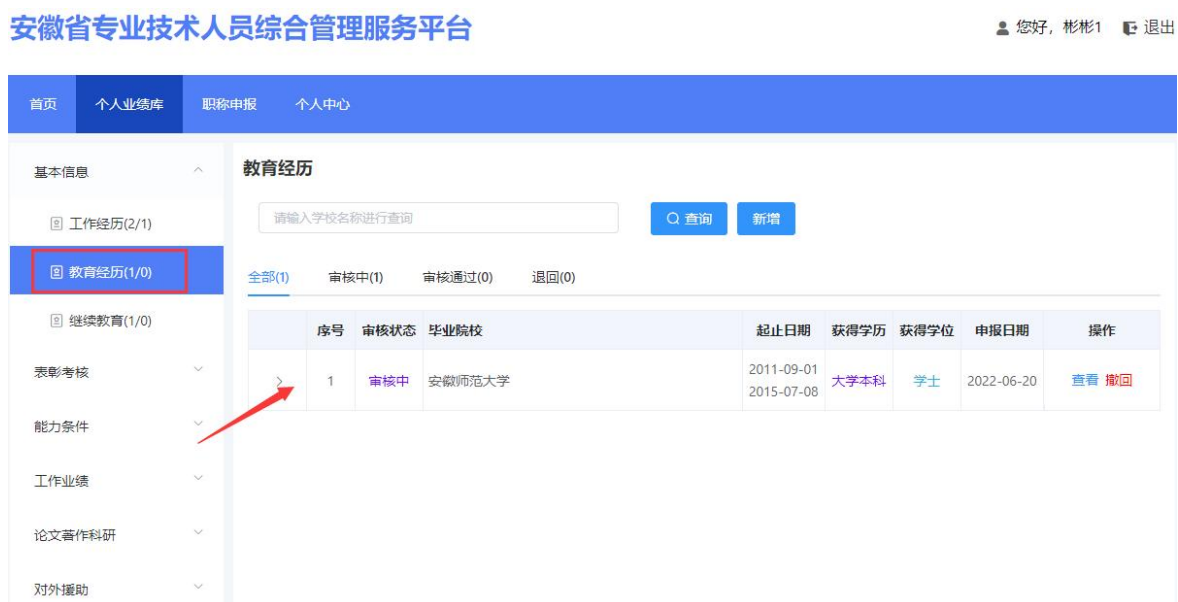 安徽省专业技术人员综合管理服务平台
您好，彬彬1 退出
首页 个人业绩库 职称申报 个人中心
基本信息
工作经历(2/1)
教育经历(1/0)
继续教育(1/0)
表彰考核
能力条件
工作业绩
论文著作科研
对外援助
教育经历
请输入学校名称进行查询 查询 新增
全部(1) 审核中(1) 审核通过(0) 退回(0)
序号 审核状态 毕业院校 起止日期 获得学历 获得学位 申报日期 操作
1 审核中 安徽师范大学 2011-09-01 大学本科 学士 2022-06-20 查看 撤回
2015-07-08